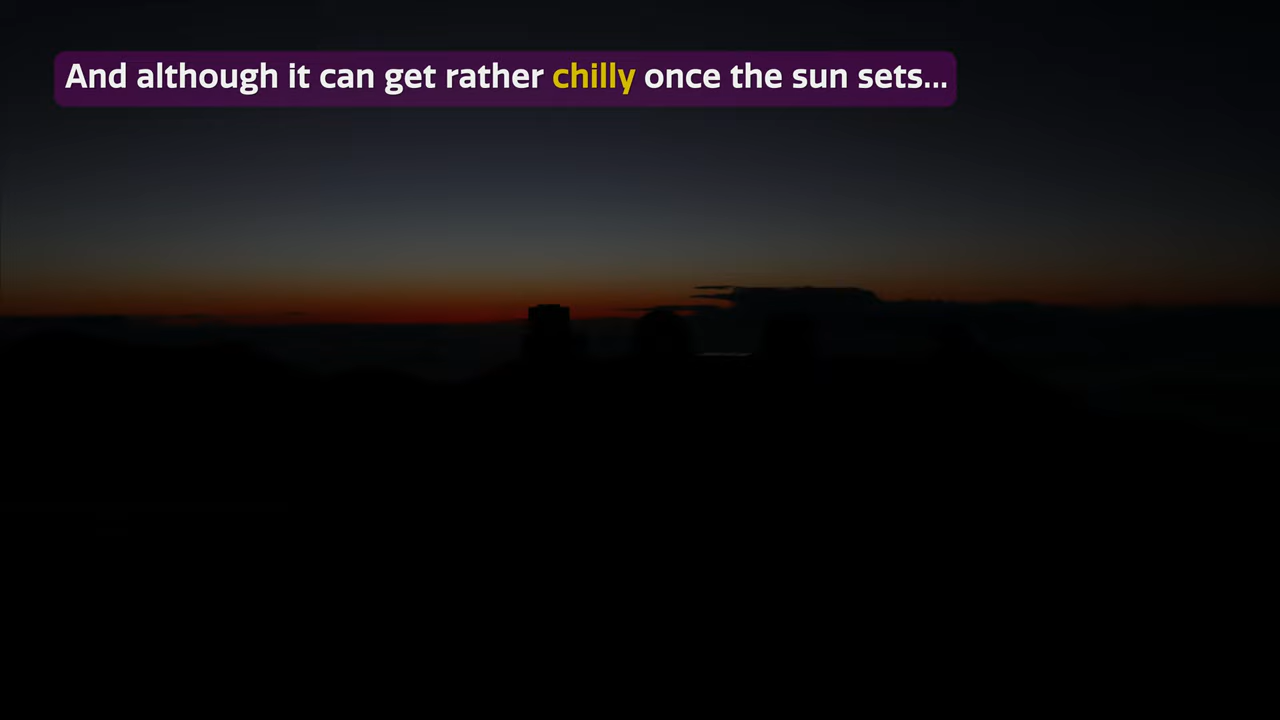 And although it can get rather chilly once the sun sets...